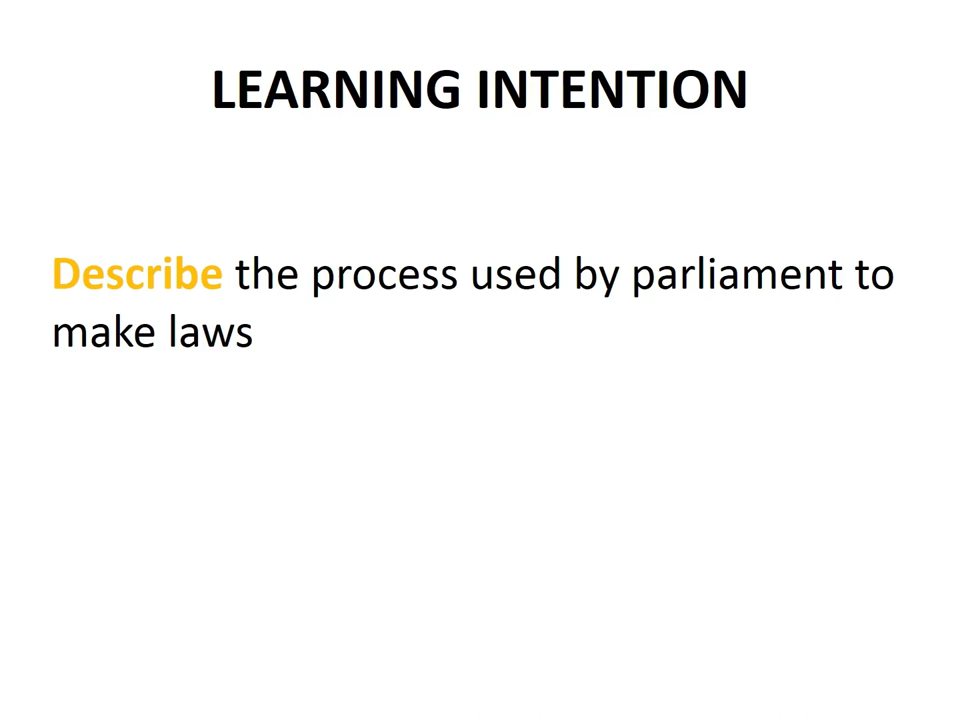 LEARNING INTENTION
Describe the process used by parliament to
make laws